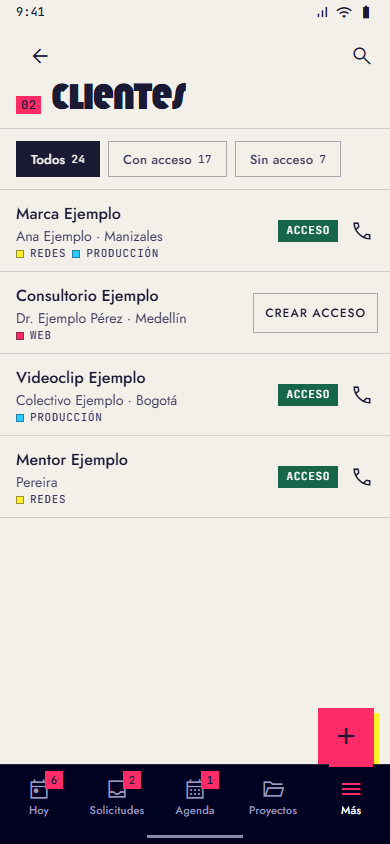 9:41
02 Clientes
Todos 24 Con acceso 17 Sin acceso 7
Marca Ejemplo
Ana Ejemplo · Manizales
ACCESO
REDES PRODUCCIÓN
Consultorio Ejemplo
Dr. Ejemplo Pérez · Medellín
CREAR ACCESO
WEB
Videoclip Ejemplo
Colectivo Ejemplo · Bogotá
ACCESO
PRODUCCIÓN
Mentor Ejemplo
Pereira
ACCESO
REDES
+
6 2 1
Hoy Solicitudes Agenda Proyectos Más